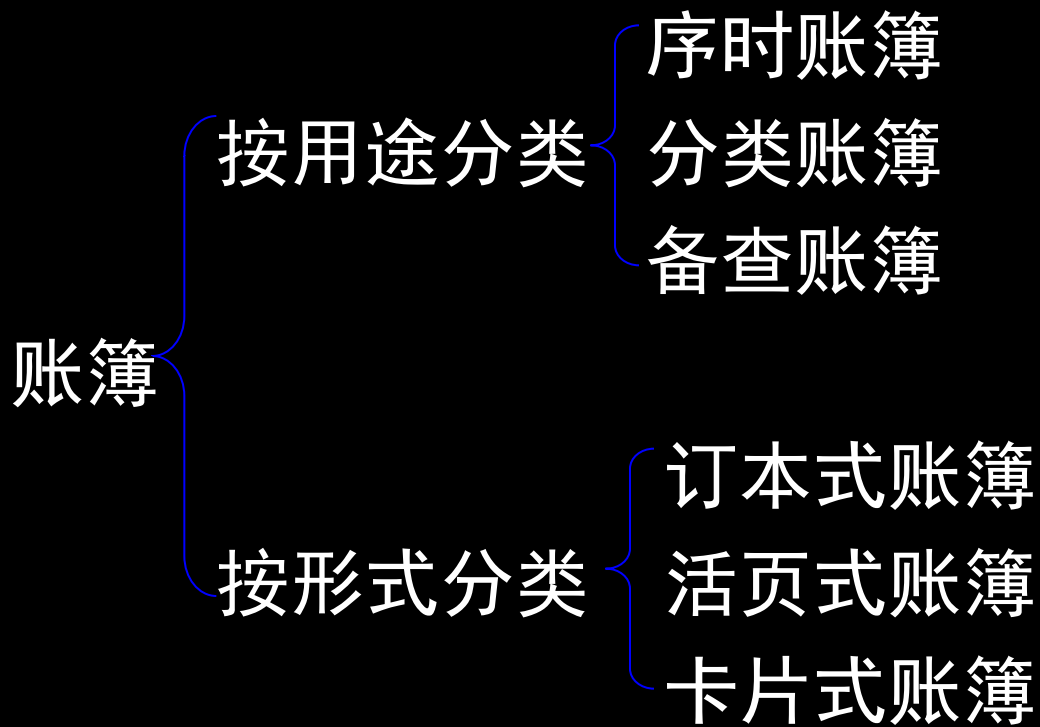 账簿
按用途分类
序时账簿
分类账簿
备查账簿
按形式分类
订本式账簿
活页式账簿
卡片式账簿